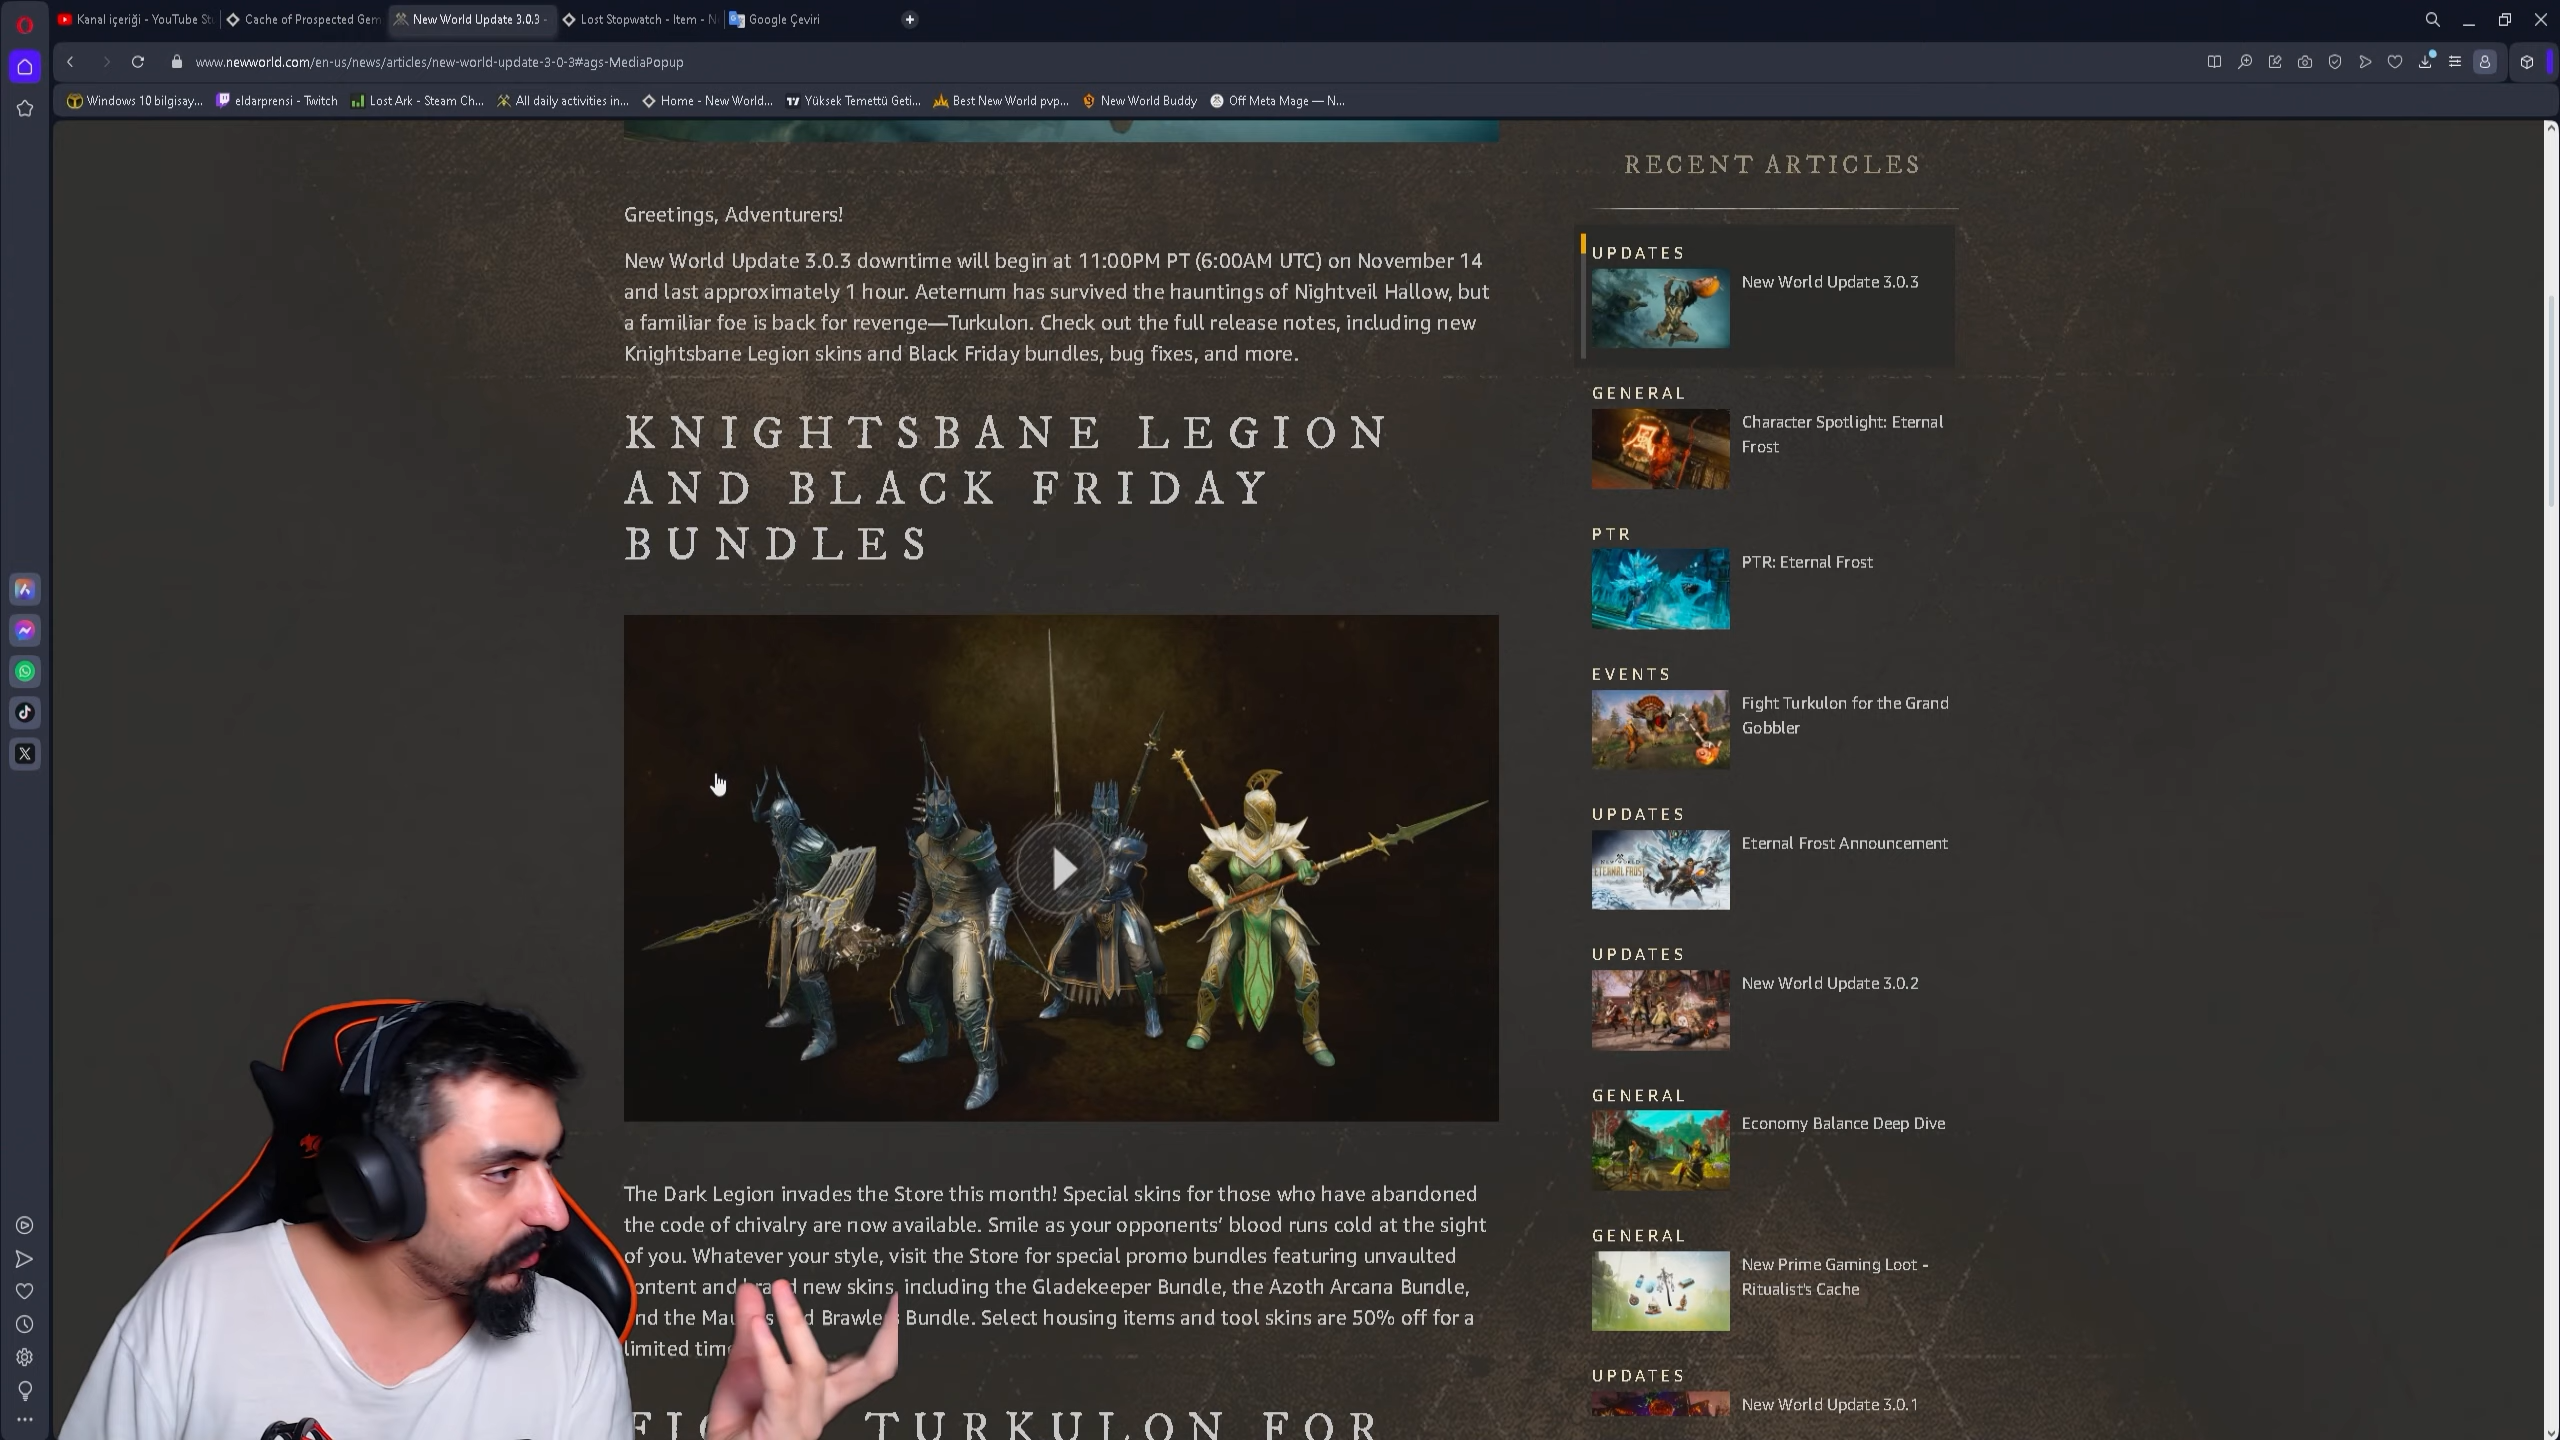 Kanal içeriği - YouTube St
Cache of Prospected Gem
New World Update 3.0.3 -
Lost Stopwatch - Item - N
Google Çeviri
www.newworld.com/en-us/news/articles/new-world-update-3-0-3#ags-MediaPopup
Windows 10 bilgisay...
eldarprensi - Twitch
Lost Ark - Steam Ch...
All daily activities in...
Home - New World...
Yüksek Temettü Geti...
Best New World pvp...
New World Buddy
Off Meta Mage — N...
Greetings, Adventurers!
New World Update 3.0.3 downtime will begin at 11:00PM PT (6:00AM UTC) on November 14
and last approximately 1 hour. Aeternum has survived the hauntings of Nightveil Hallow, but
a familiar foe is back for revenge—Turkulon. Check out the full release notes, including new
Knightsbane Legion skins and Black Friday bundles, bug fixes, and more.
KNIGHTSBANE LEGION
AND BLACK FRIDAY
BUNDLES
The Dark Legion invades the Store this month! Special skins for those who have abandoned
the code of chivalry are now available. Smile as your opponents' blood runs cold at the sight
of you. Whatever your style, visit the Store for special promo bundles featuring unvaulted
and new skins, including the Gladekeeper Bundle, the Azoth Arcana Bundle,
the Bundle. Select housing items and tool skins are 50% off for a
limited
TURKULON FOR
RECENT ARTICLES
UPDATES
New World Update 3.0.3
GENERAL
Character Spotlight: Eternal
Frost
PTR
PTR: Eternal Frost
EVENTS
Fight Turkulon for the Grand
Gobbler
UPDATES
NEW WORLD
ETERNAL FROST
Eternal Frost Announcement
UPDATES
New World Update 3.0.2
GENERAL
Economy Balance Deep Dive
GENERAL
New Prime Gaming Loot -
Ritualist's Cache
UPDATES
New World Update 3.0.1